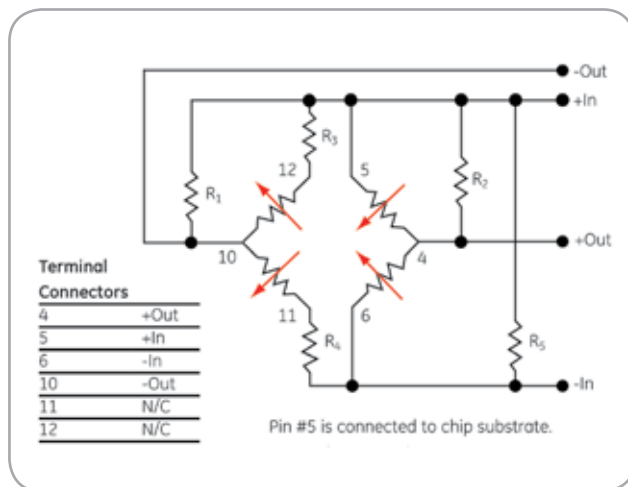 -Out
+In
R3
12
5
R1
R2
10
4
+Out
Terminal
Connectors
4 +Out
5 +In
6 -In
10 -Out
11 N/C
12 N/C
11
6
R4
R5
-In
Pin #5 is connected to chip substrate.